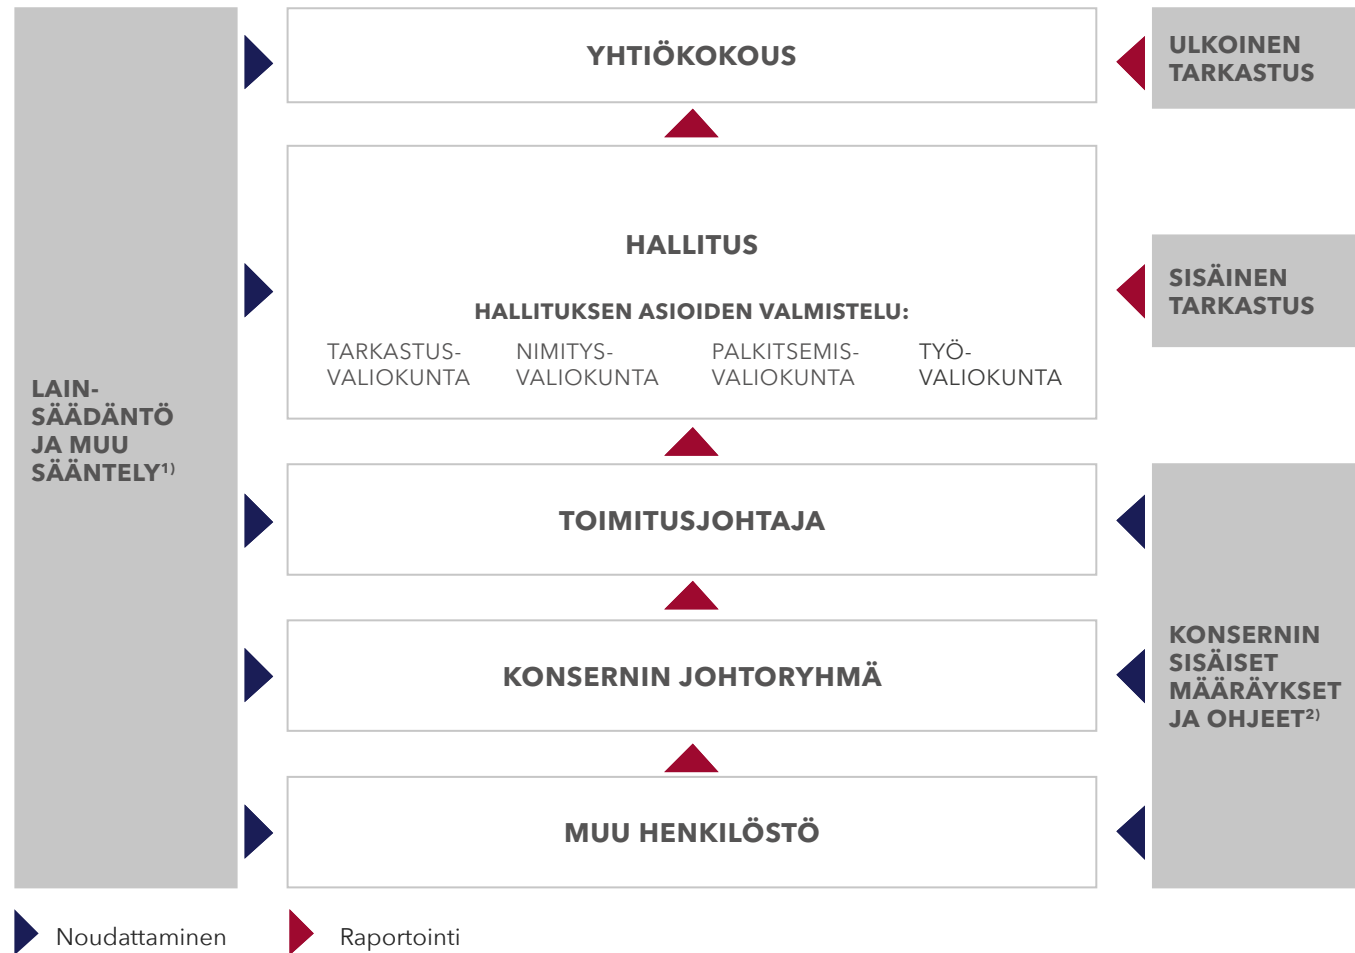 YHTIÖKOKOUS
ULKOINEN
TARKASTUS
HALLITUS
HALLITUKSEN ASIOIDEN VALMISTELU:
TARKASTUS-
VALIOKUNTA
NIMITYS-
VALIOKUNTA
PALKITSEMIS-
VALIOKUNTA
TYÖ-
VALIOKUNTA
SISÄINEN
TARKASTUS
LAIN-
SÄÄDÄNTÖ
JA MUU
SÄÄNTELY1)
TOIMITUSJOHTAJA
KONSERNIN JOHTORYHMÄ
MUU HENKILÖSTÖ
KONSERNIN
SISÄISET
MÄÄRÄYKSET
JA OHJEET2)
Noudattaminen
Raportointi